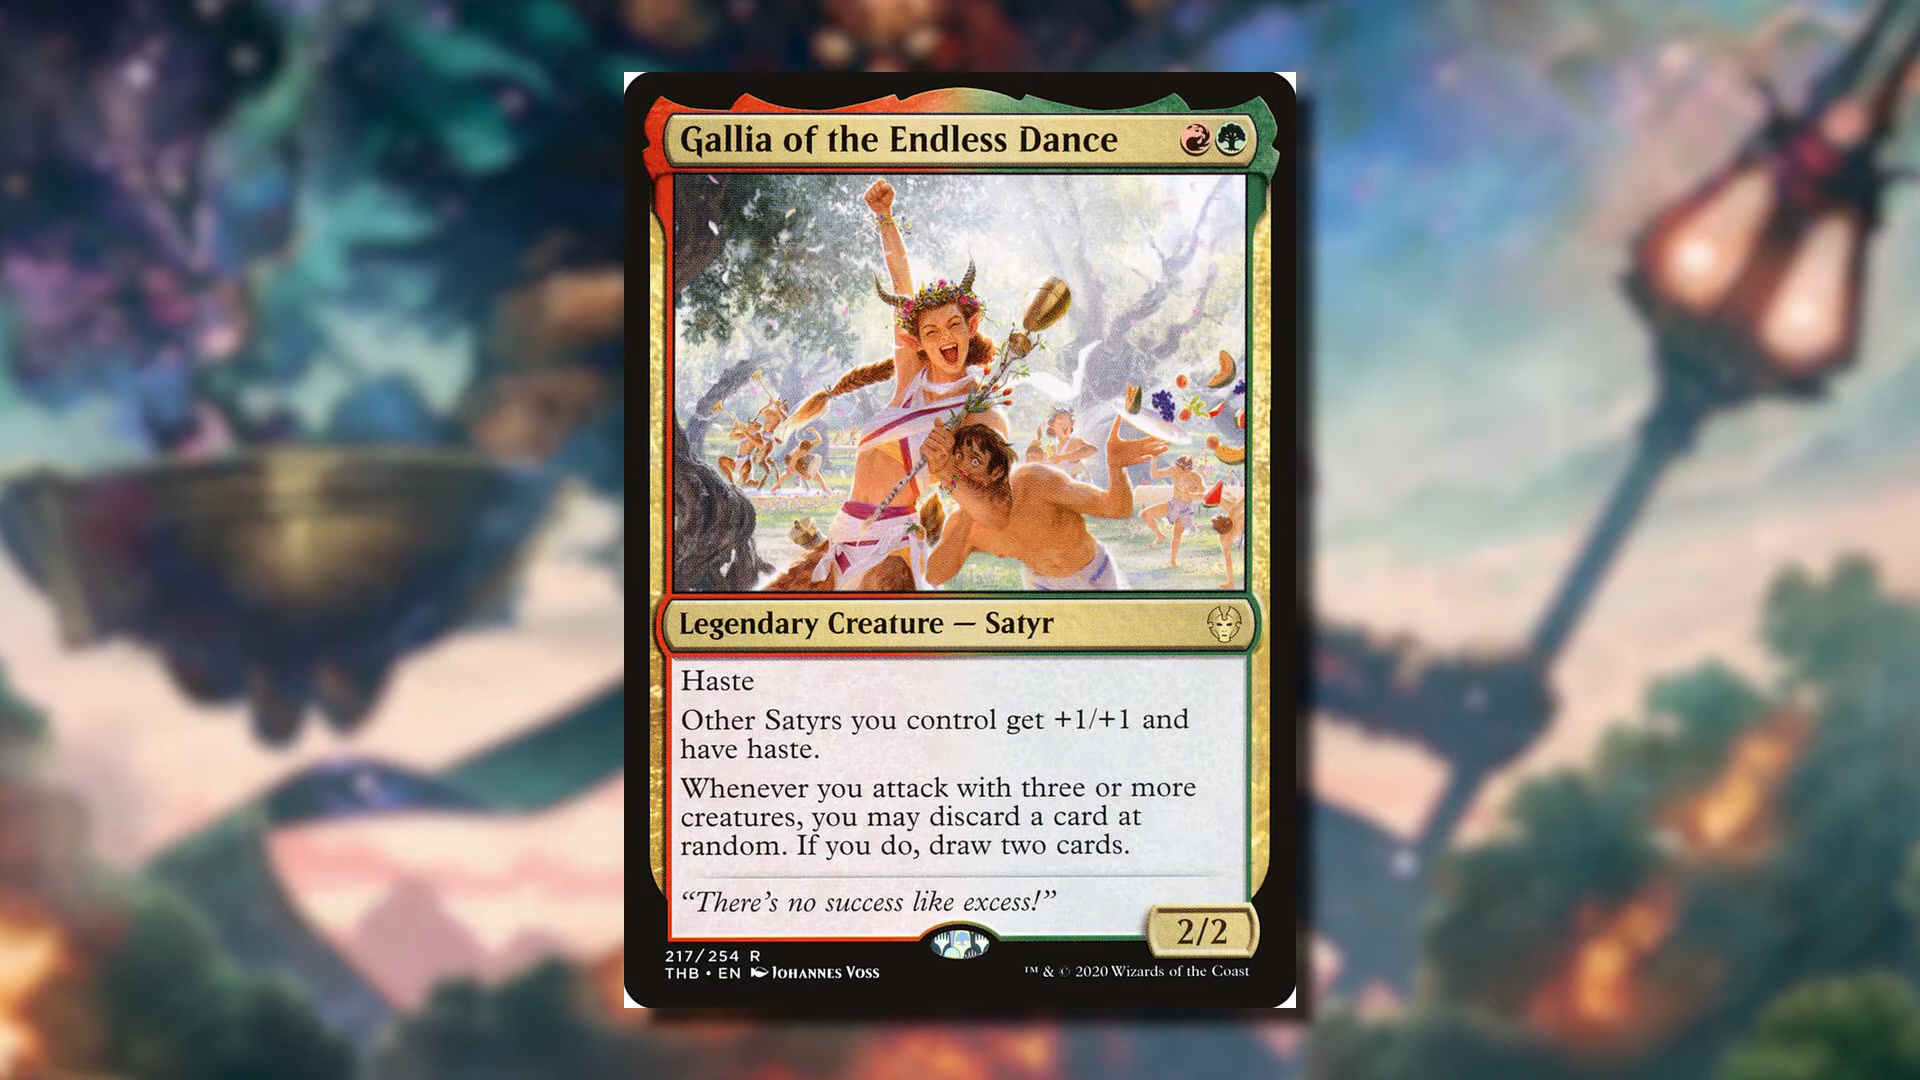 Gallia of the Endless Dance
Legendary Creature — Satyr
Haste
Other Satyrs you control get +1/+1 and
have haste.
Whenever you attack with three or more
creatures, you may discard a card at
random. If you do, draw two cards.
“There’s no success like excess!”
2/2
217/254 R
THB • EN Johannes Voss
™ & © 2020 Wizards of the Coast